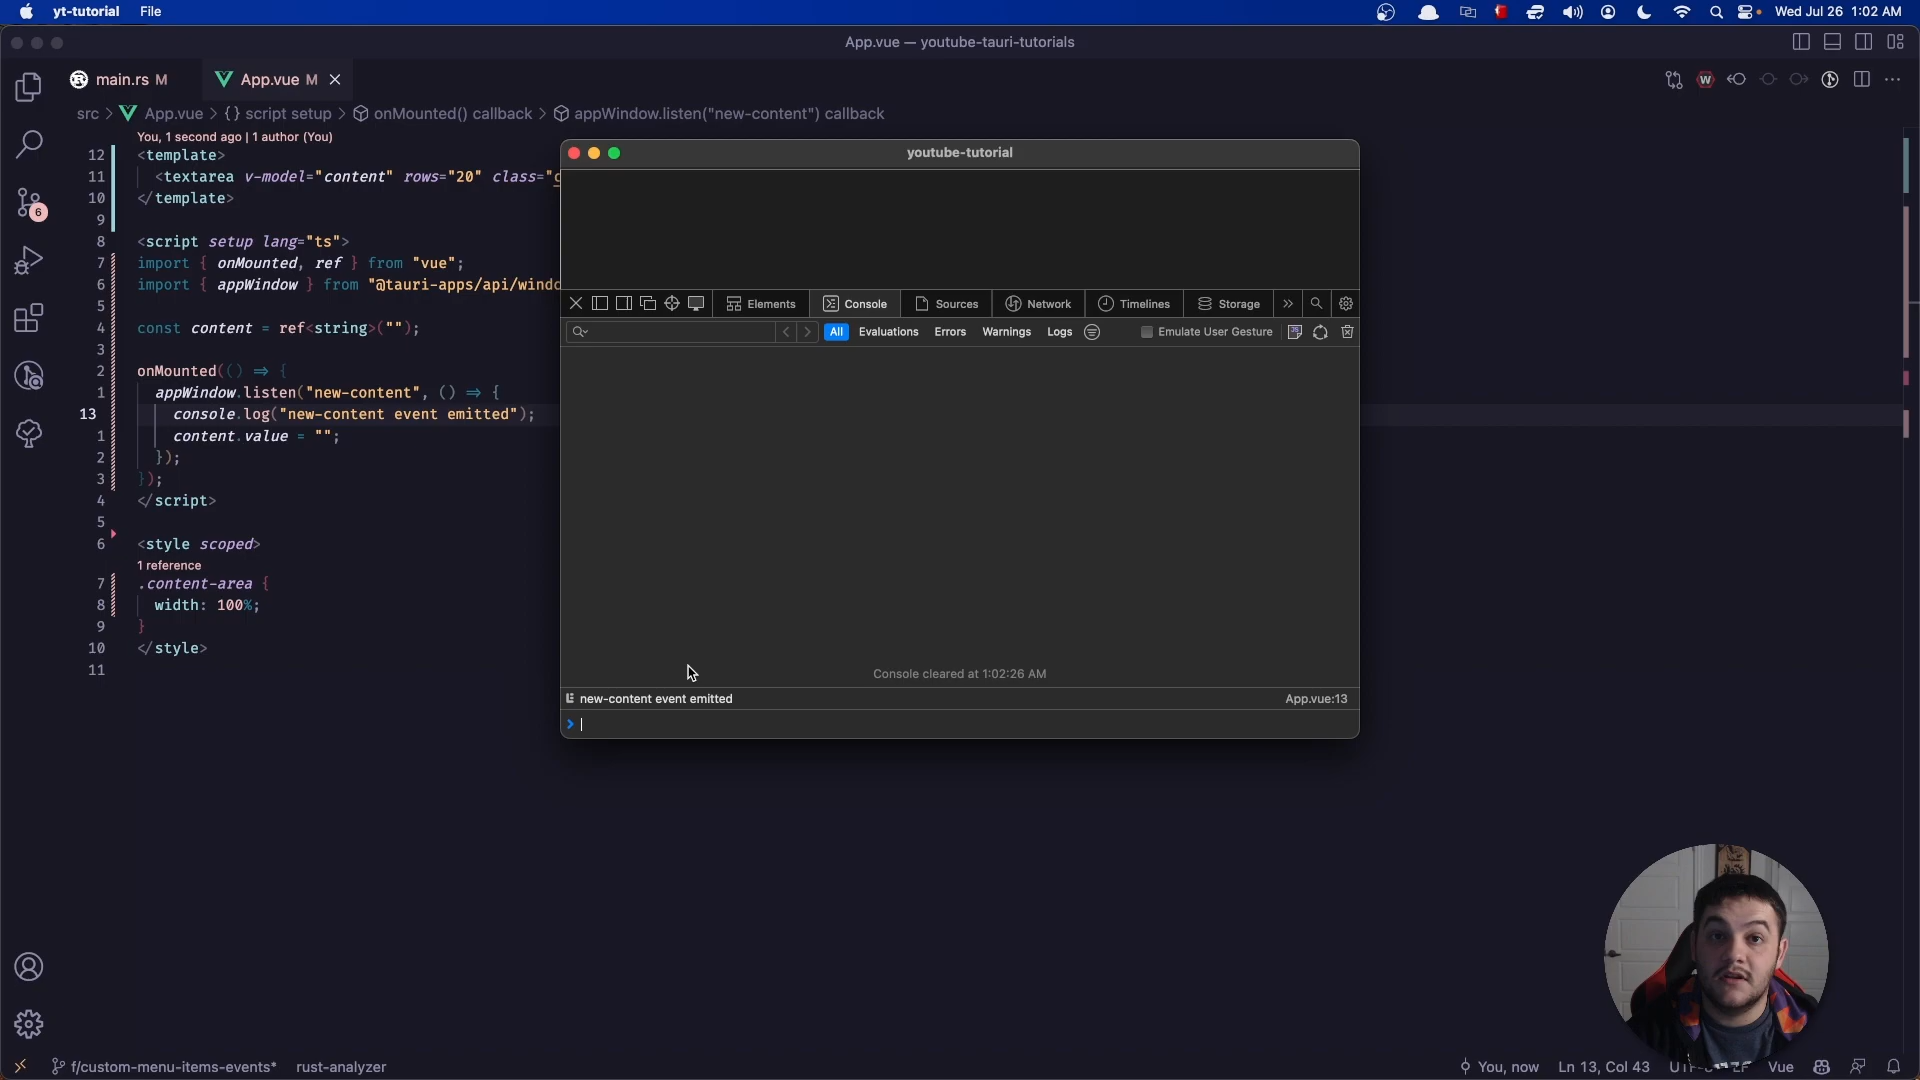 yt-tutorial File
Wed Jul 26 1:02 AM
App.vue — youtube-tauri-tutorials
main.rs M
App.vue M
src > App.vue > {} script setup > onMounted() callback > appWindow.listen("new-content") callback
You, 1 second ago | 1 author (You)
12 <template>
11 <textarea v-model="content" rows="20" class="c
10 </template>
9
8 <script setup lang="ts">
7 import { onMounted, ref } from "vue";
6 import { appWindow } from "@tauri-apps/api/windo
5
4 const content = ref<string>("");
3
2 onMounted(() => {
1 appWindow.listen("new-content", () => {
13 console.log("new-content event emitted");
1 content.value = "";
2 });
3 });
4 </script>
5
6 <style scoped>
1 reference
7 .content-area {
8 width: 100%;
9 }
10 </style>
11
6
youtube-tutorial
Elements Console Sources Network Timelines Storage »
All Evaluations Errors Warnings Logs Emulate User Gesture
Console cleared at 1:02:26 AM
new-content event emitted App.vue:13
>
f/custom-menu-items-events* rust-analyzer
You, now Ln 13, Col 43 Vue